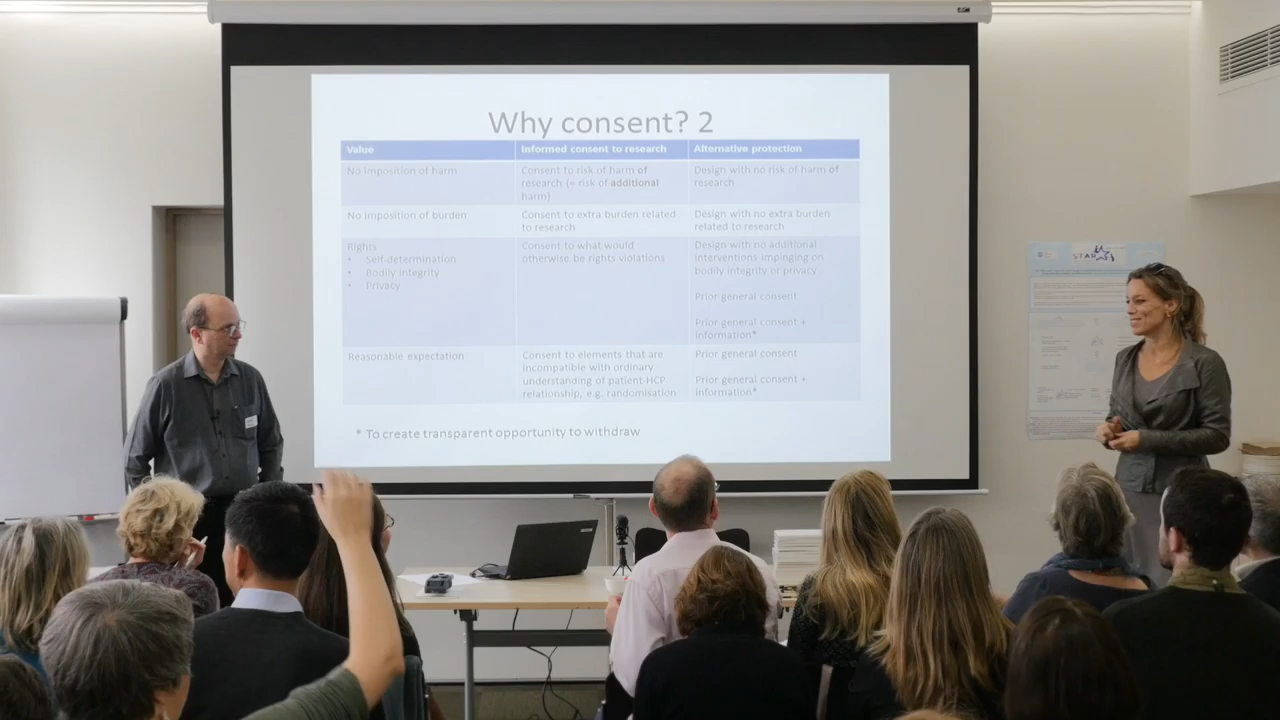 Why consent? 2
Value
Informed consent to research
Alternative protection
No imposition of harm
Consent to risk of harm of
research (= risk of additional
harm)
Design with no risk of harm of
research
No imposition of burden
Consent to extra burden related
to research
Design with no extra burden
related to research
Rights
• Self-determination
• Bodily integrity
• Privacy
Consent to what would
otherwise be rights violations
Design with no additional
interventions impinging on
bodily integrity or privacy
Prior general consent
Prior general consent +
information*
Reasonable expectation
Consent to elements that are
incompatible with ordinary
understanding of patient-HCP
relationship, e.g. randomisation
Prior general consent
Prior general consent +
information*
* To create transparent opportunity to withdraw
STAR